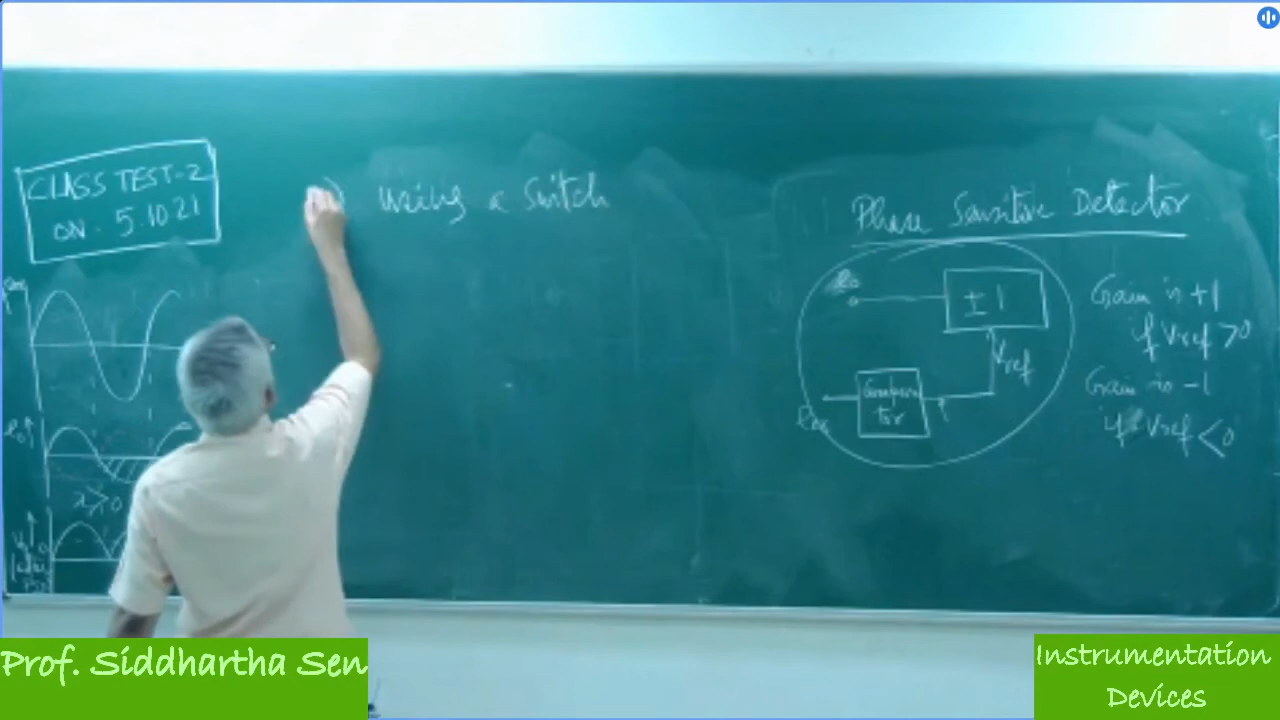 CLASS TEST-2
ON. 5.10.21
using a Switch
Phase Sensitive Detector
± 1
Vref
Gain is +1
if Vref > 0
Gain is -1
if Vref < 0
x > 0
Prof. Siddhartha Sen
Instrumentation
Devices